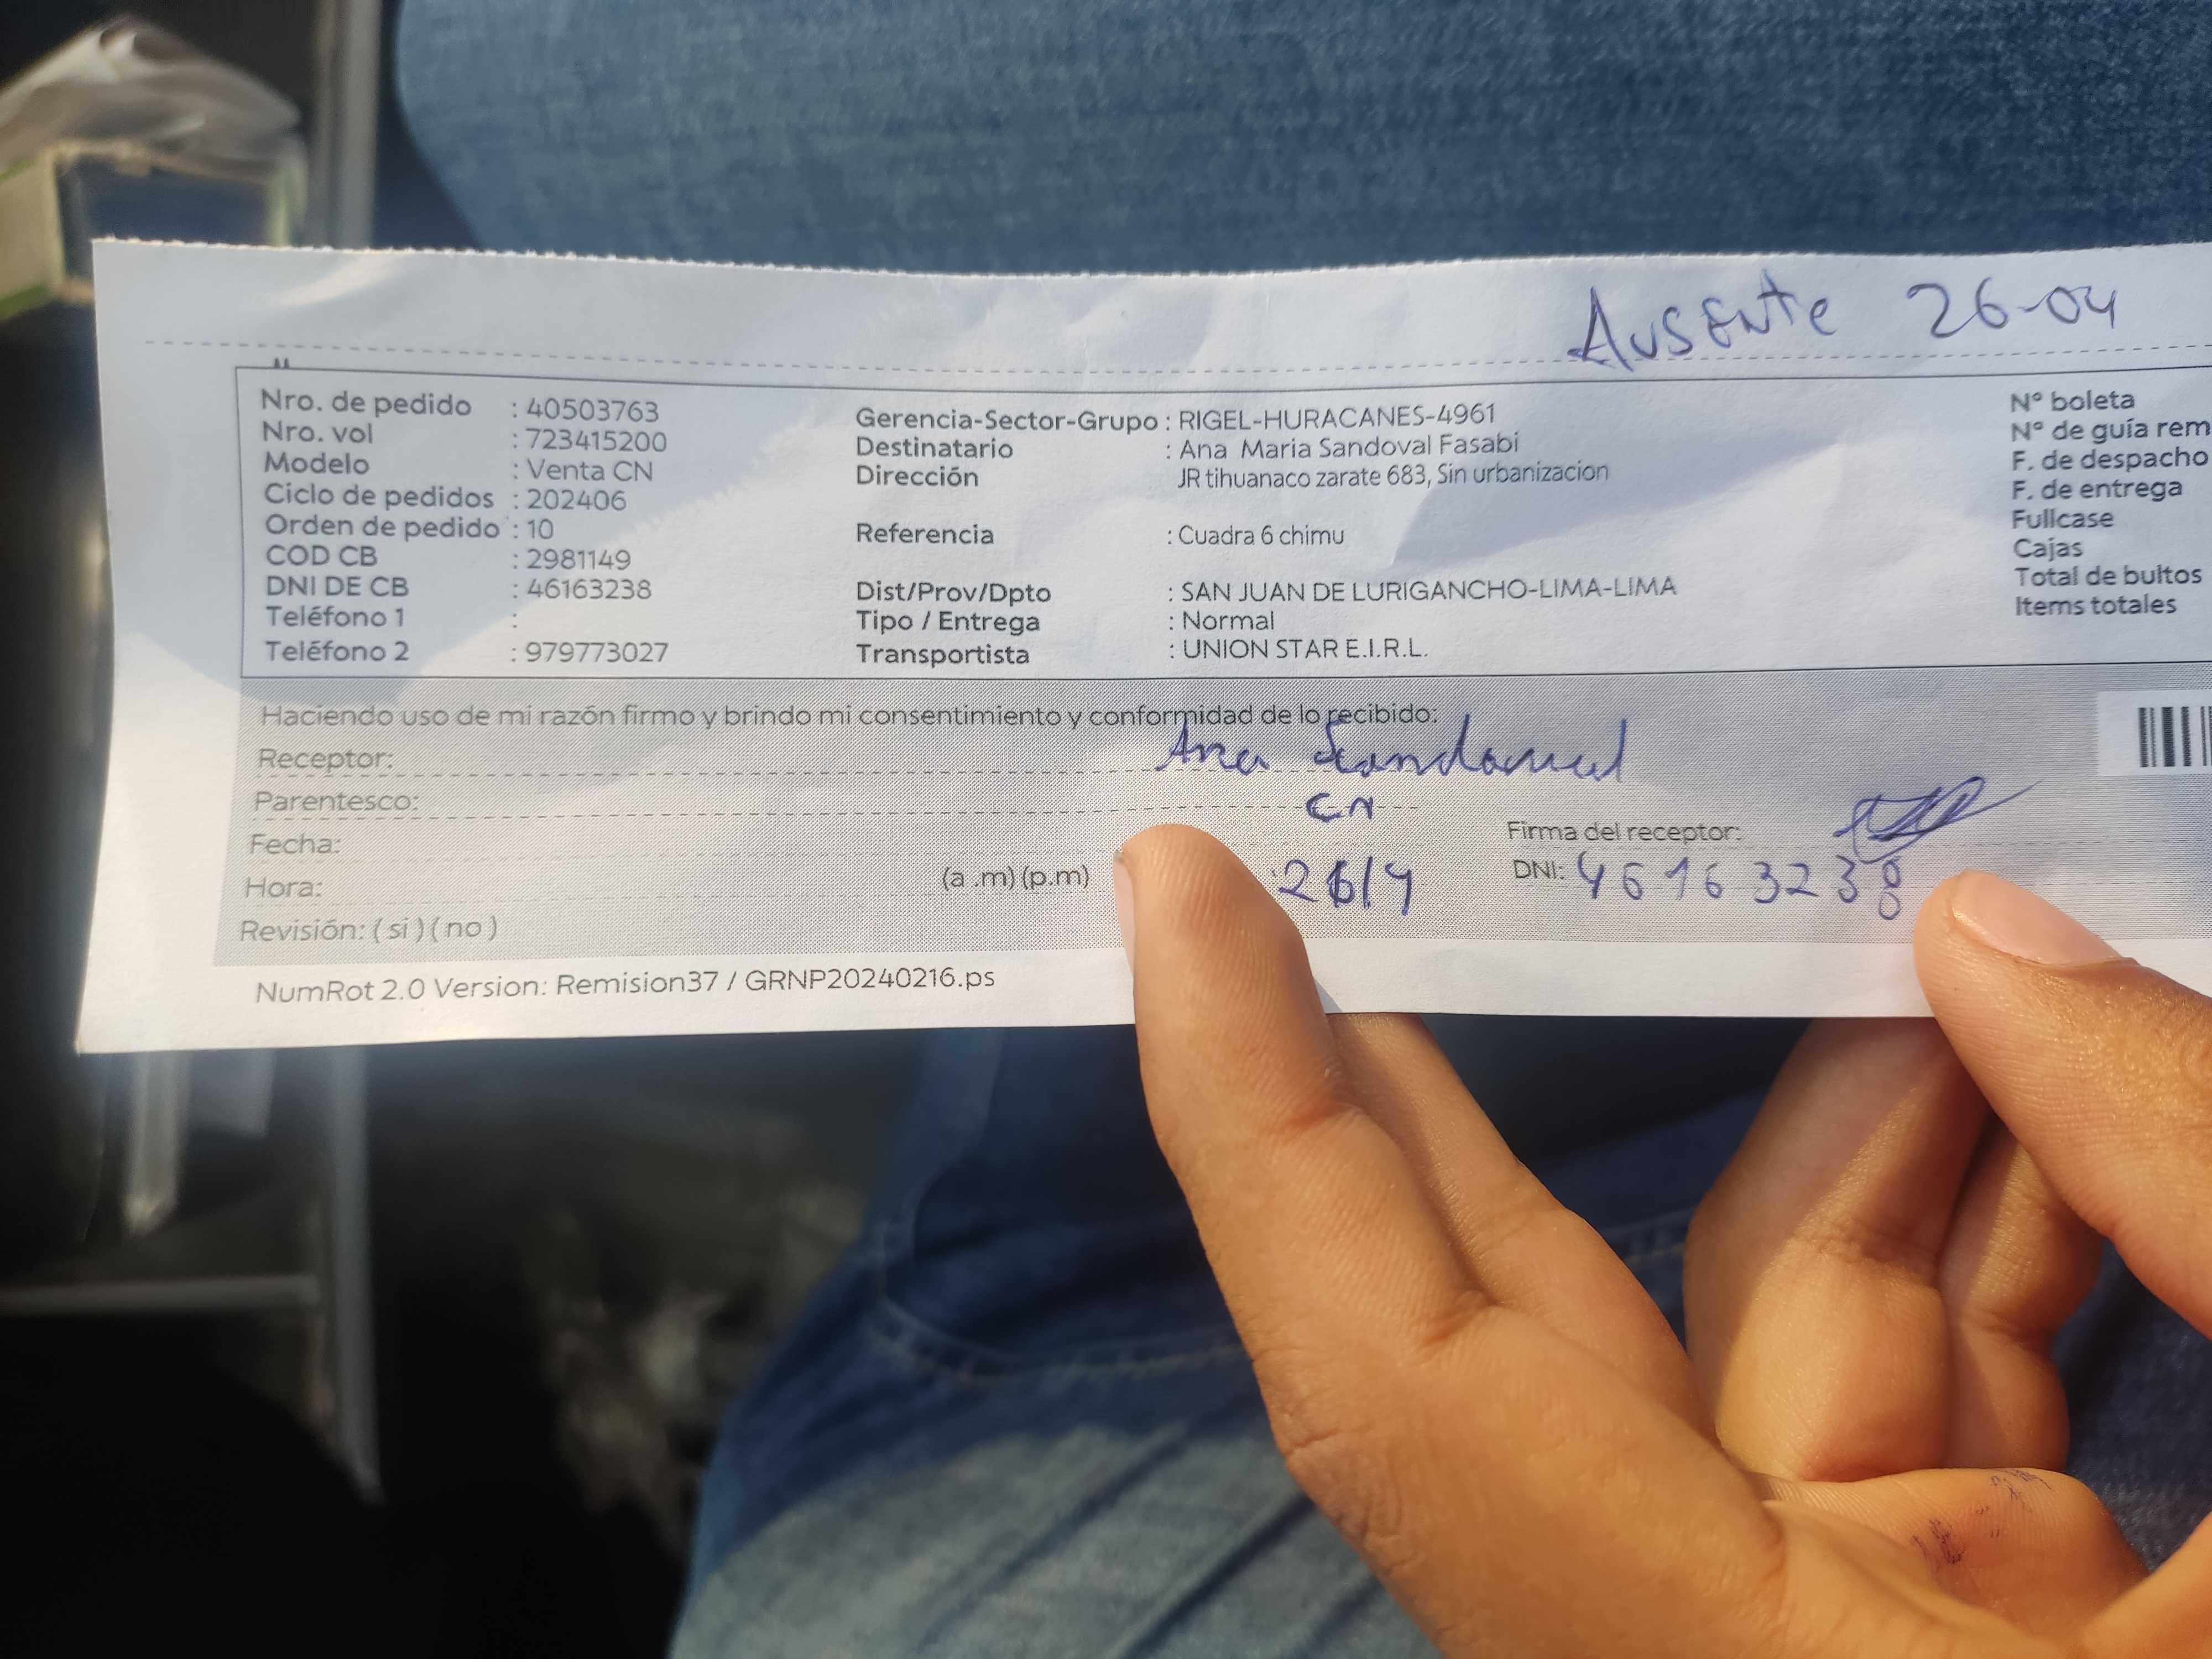 Ausente 26-04
Nro. de pedido : 40503763
Nro. vol : 723415200
Modelo : Venta CN
Ciclo de pedidos : 202406
Orden de pedido : 10
COD CB : 2981149
DNI DE CB : 46163238
Teléfono 1 :
Teléfono 2 : 979773027
Gerencia-Sector-Grupo : RIGEL-HURACANES-4961
Destinatario : Ana Maria Sandoval Fasabi
Dirección JR tihuanaco zarate 683, Sin urbanizacion
Referencia : Cuadra 6 chimu
Dist/Prov/Dpto : SAN JUAN DE LURIGANCHO-LIMA-LIMA
Tipo / Entrega : Normal
Transportista : UNION STAR E.I.R.L.
Nº boleta
Nº de guía rem
F. de despacho
F. de entrega
Fullcase
Cajas
Total de bultos
Items totales
Haciendo uso de mi razón firmo y brindo mi consentimiento y conformidad de lo recibido:
Receptor: Ana Sandoval
Parentesco: CN
Fecha: 26/4
Hora: (a .m) (p.m)
Revisión: ( si ) ( no )
Firma del receptor:
DNI: 46163238
NumRot 2.0 Version: Remision37 / GRNP20240216.ps